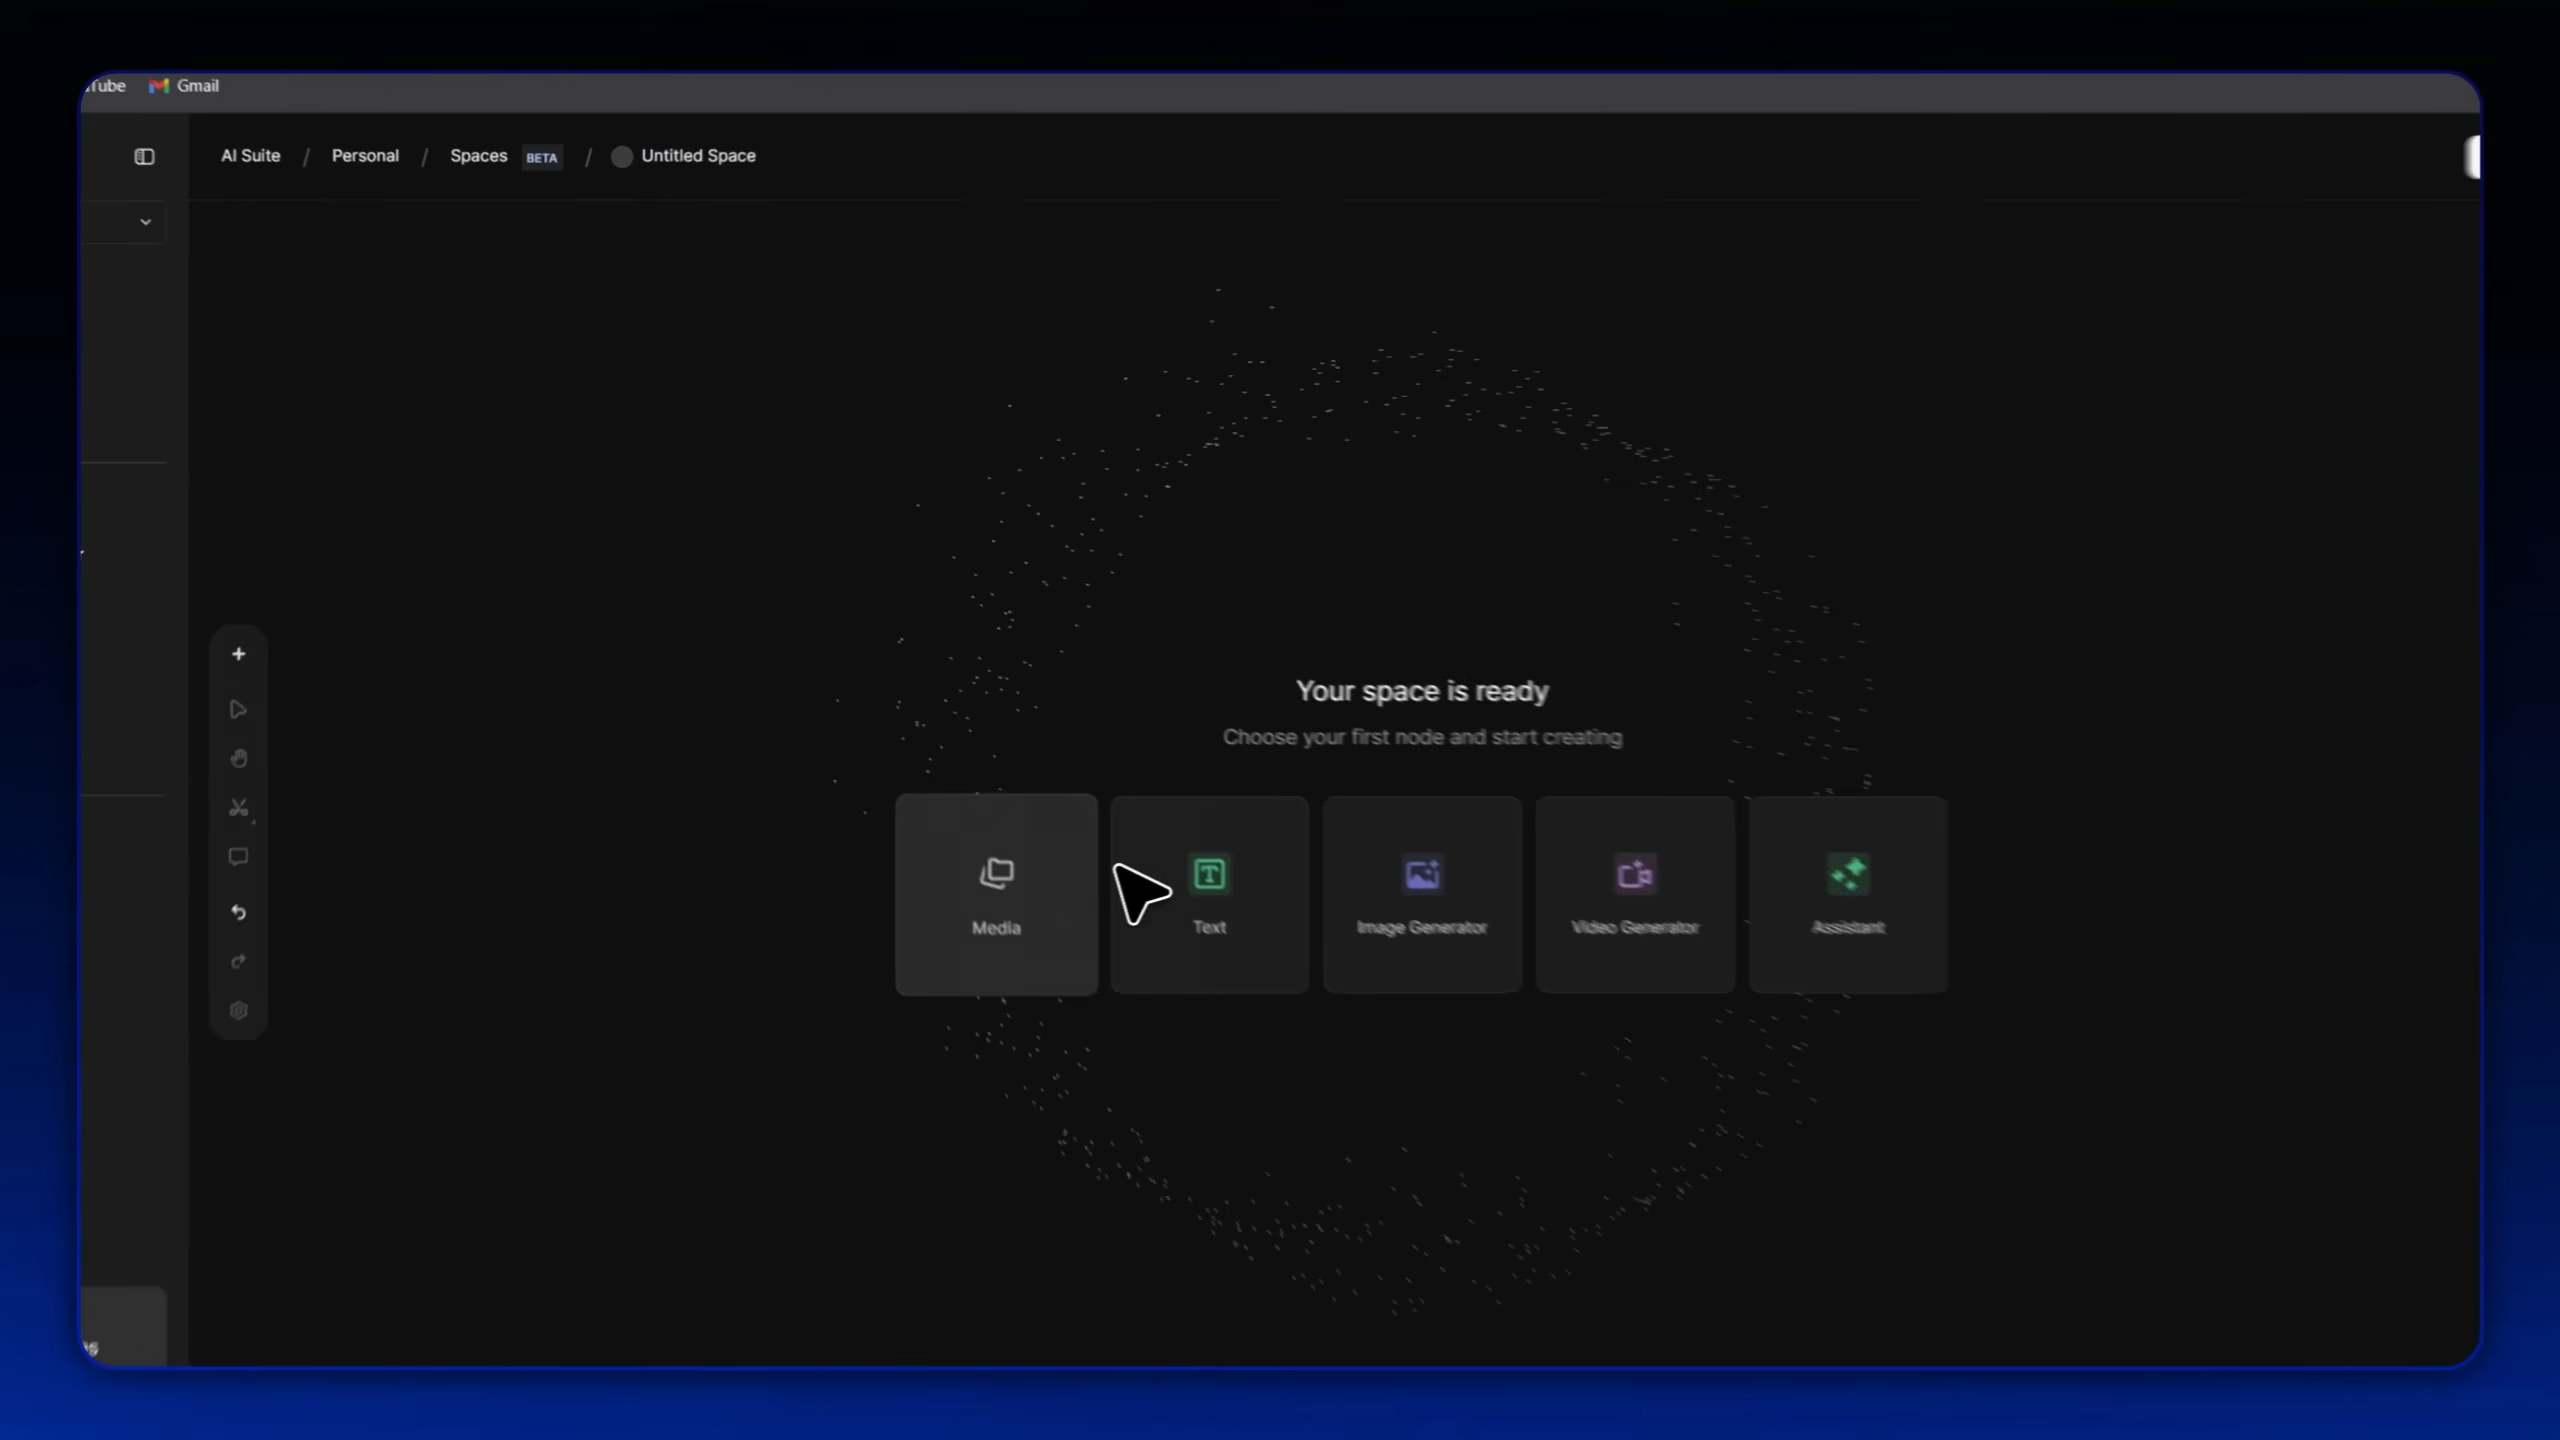 Gmail
AI Suite / Personal / Spaces BETA / Untitled Space
Your space is ready
Choose your first node and start creating
Media
Text
Image Generator
Video Generator
Assistant